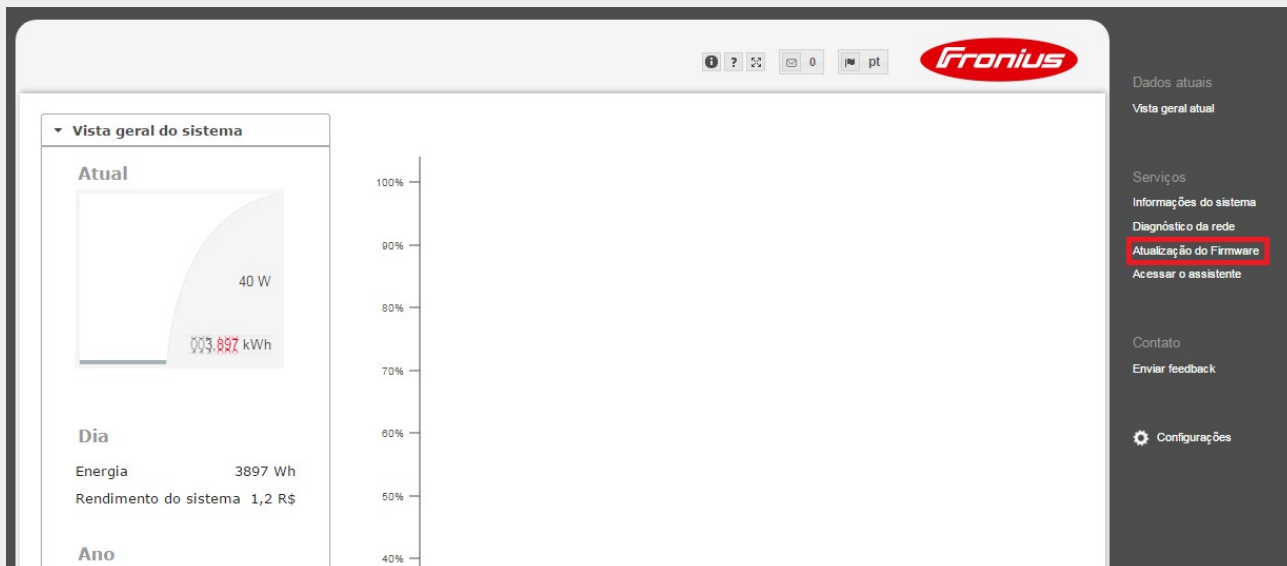 0
pt
Fronius
Vista geral do sistema
Atual
40 W
003.897 kWh
Dia
Energia 3897 Wh
Rendimento do sistema 1,2 R$
Ano
100%
90%
80%
70%
60%
50%
40%
Dados atuais
Vista geral atual
Serviços
Informações do sistema
Diagnóstico da rede
Atualização do Firmware
Acessar o assistente
Contato
Enviar feedback
Configurações